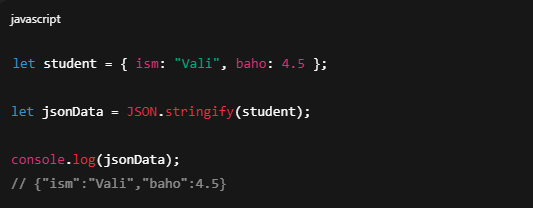 javascript
let student = { ism: "Vali", baho: 4.5 };
let jsonData = JSON.stringify(student);
console.log(jsonData);
// {"ism":"Vali","baho":4.5}